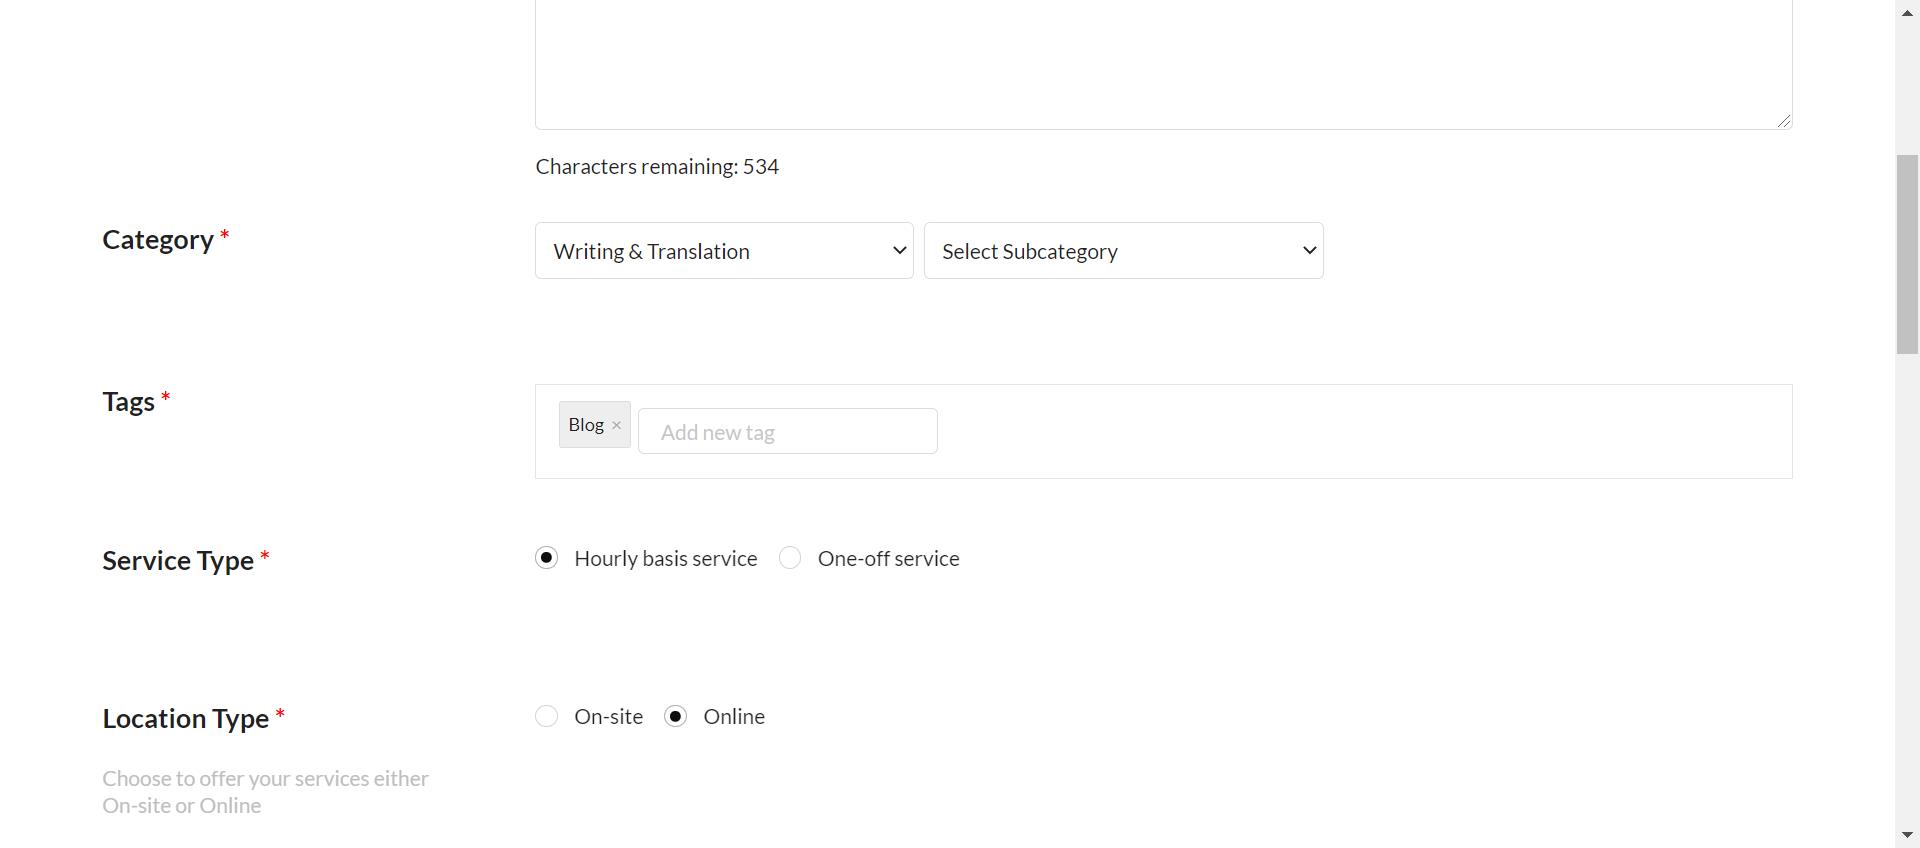 Characters remaining: 534
Category *
Writing & Translation
Select Subcategory
Tags *
Blog ×
Add new tag
Service Type *
Hourly basis service
One-off service
Location Type *
On-site
Online
Choose to offer your services either
On-site or Online